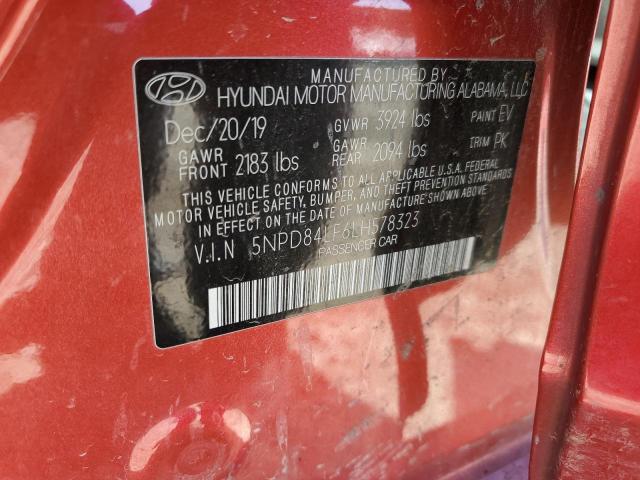 MANUFACTURED BY
HYUNDAI MOTOR MANUFACTURING ALABAMA, LLC
Dec/20/19 GVWR 3924 lbs PAINT EV
GAWR FRONT 2183 lbs GAWR REAR 2094 lbs ITRIM PK
THIS VEHICLE CONFORMS TO ALL APPLICABLE U.S.A. FEDERAL
MOTOR VEHICLE SAFETY, BUMPER, AND THEFT PREVENTION STANDARDS
IN EFFECT ON THE DATE OF MANUFACTURE SHOWN ABOVE.
V.I.N 5NPD84LF6LH578323
PASSENGER CAR